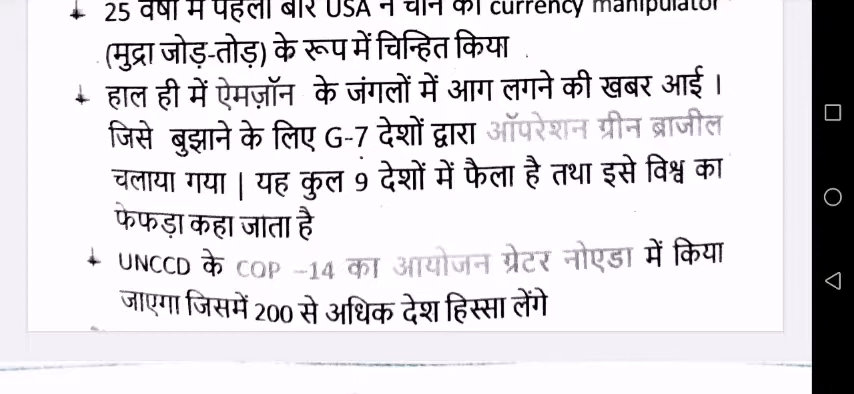 25 वर्षो में पहली बार USA ने चीन को currency manipulator
(मुद्रा जोड़-तोड़) के रूप में चिन्हित किया
हाल ही में ऐमज़ॉन के जंगलों में आग लगने की खबर आई ।
जिसे बुझाने के लिए G-7 देशों द्वारा ऑपरेशन ग्रीन ब्राजील
चलाया गया | यह कुल 9 देशों में फैला है तथा इसे विश्व का
फेफड़ा कहा जाता है
UNCCD के COP -14 का आयोजन ग्रेटर नोएडा में किया
जाएगा जिसमें 200 से अधिक देश हिस्सा लेंगे